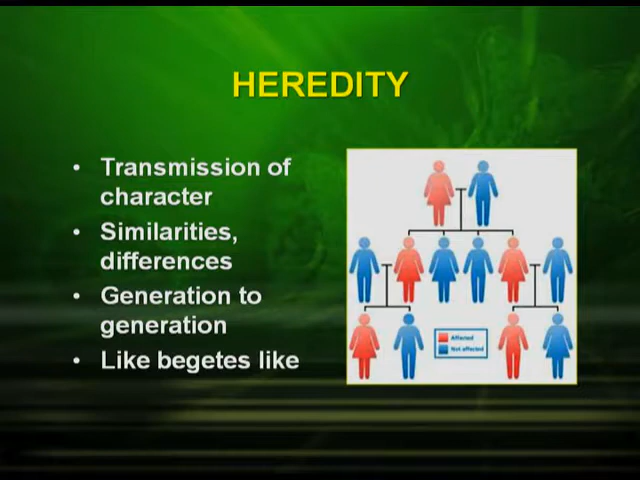 HEREDITY
• Transmission of
character
• Similarities,
differences
• Generation to
generation
• Like begetes like
Affected
Not affected